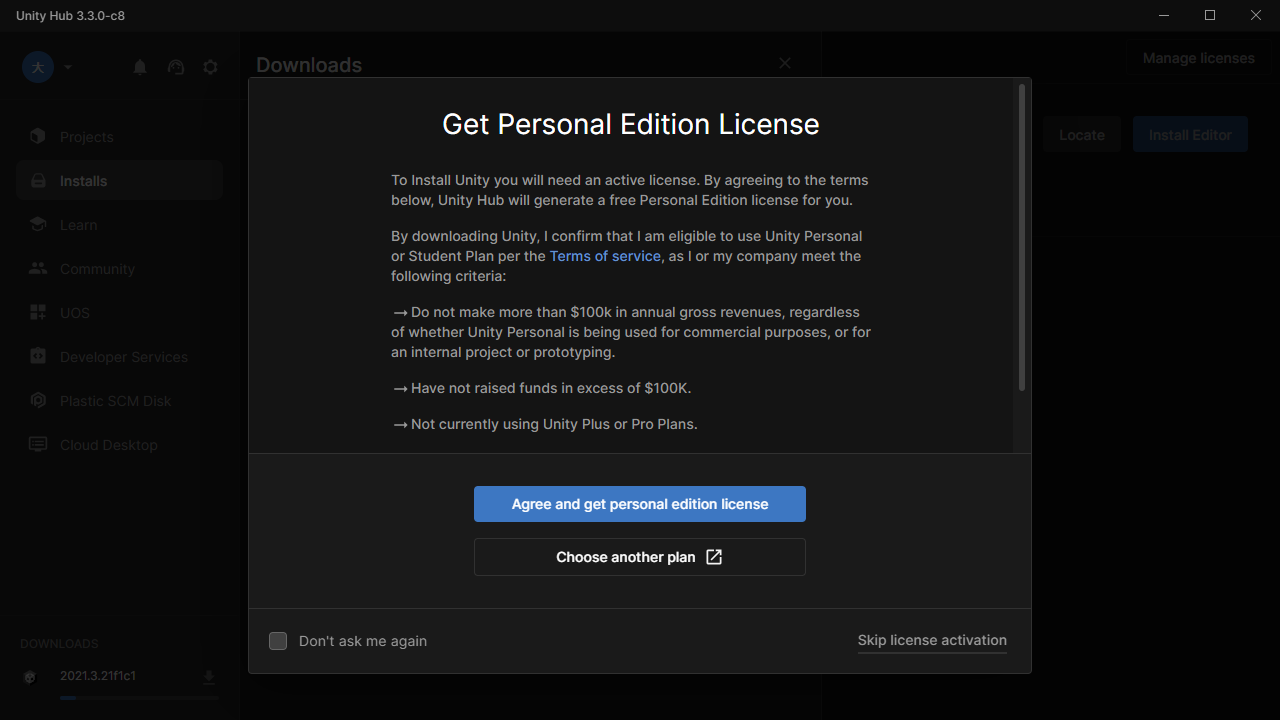 Unity Hub 3.3.0-c8
大
Downloads
Manage licenses
Projects
Installs
Learn
Community
UOS
Developer Services
Plastic SCM Disk
Cloud Desktop
Locate
Install Editor
Get Personal Edition License
To Install Unity you will need an active license. By agreeing to the terms
below, Unity Hub will generate a free Personal Edition license for you.
By downloading Unity, I confirm that I am eligible to use Unity Personal
or Student Plan per the Terms of service, as I or my company meet the
following criteria:
→ Do not make more than $100k in annual gross revenues, regardless
of whether Unity Personal is being used for commercial purposes, or for
an internal project or prototyping.
→ Have not raised funds in excess of $100K.
→ Not currently using Unity Plus or Pro Plans.
Agree and get personal edition license
Choose another plan
Don't ask me again
Skip license activation
DOWNLOADS
2021.3.21f1c1